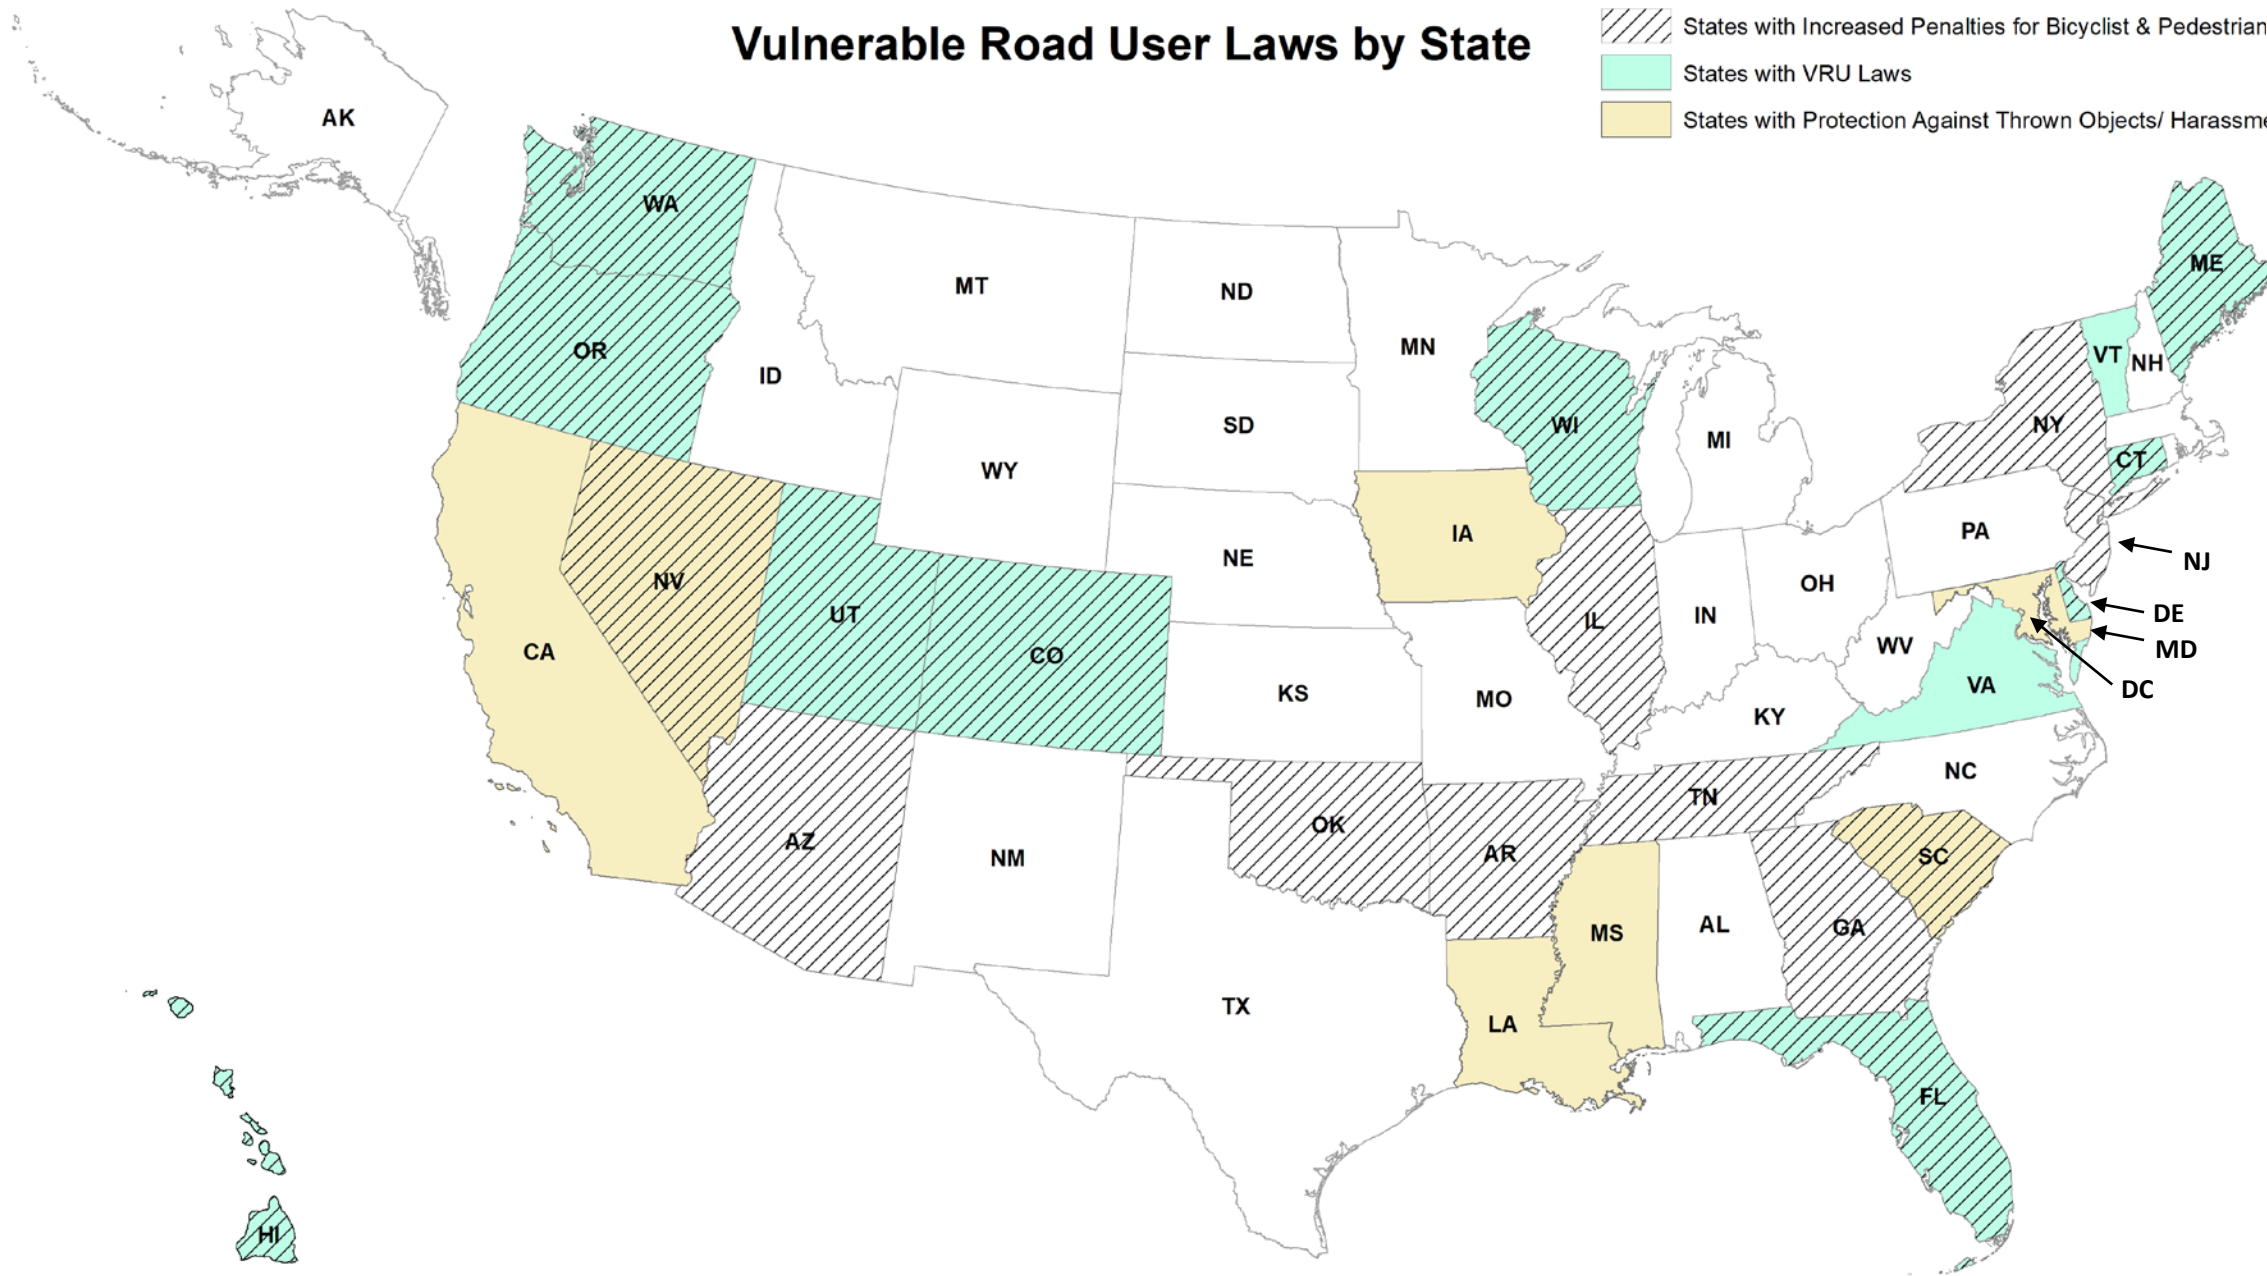 Vulnerable Road User Laws by State
States with Increased Penalties for Bicyclist & Pedestrian
States with VRU Laws
States with Protection Against Thrown Objects/ Harassme
AK
WA
MT
ND
MN
ME
OR
ID
SD
WI
MI
VT
NH
NY
CT
WY
IA
NE
PA
NJ
NV
UT
CO
IL
IN
OH
DE
MD
CA
WV
VA
DC
KS
MO
KY
NC
TN
AZ
NM
OK
AR
SC
MS
AL
GA
TX
LA
FL
HI